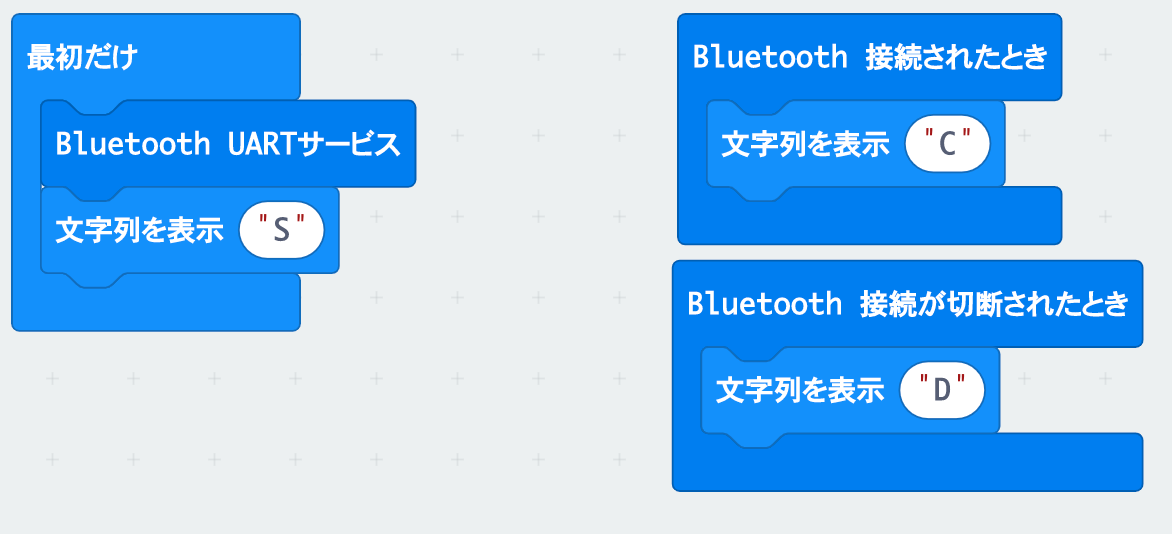 最初だけ
Bluetooth UARTサービス
文字列を表示 "S"
Bluetooth 接続されたとき
文字列を表示 "C"
Bluetooth 接続が切断されたとき
文字列を表示 "D"